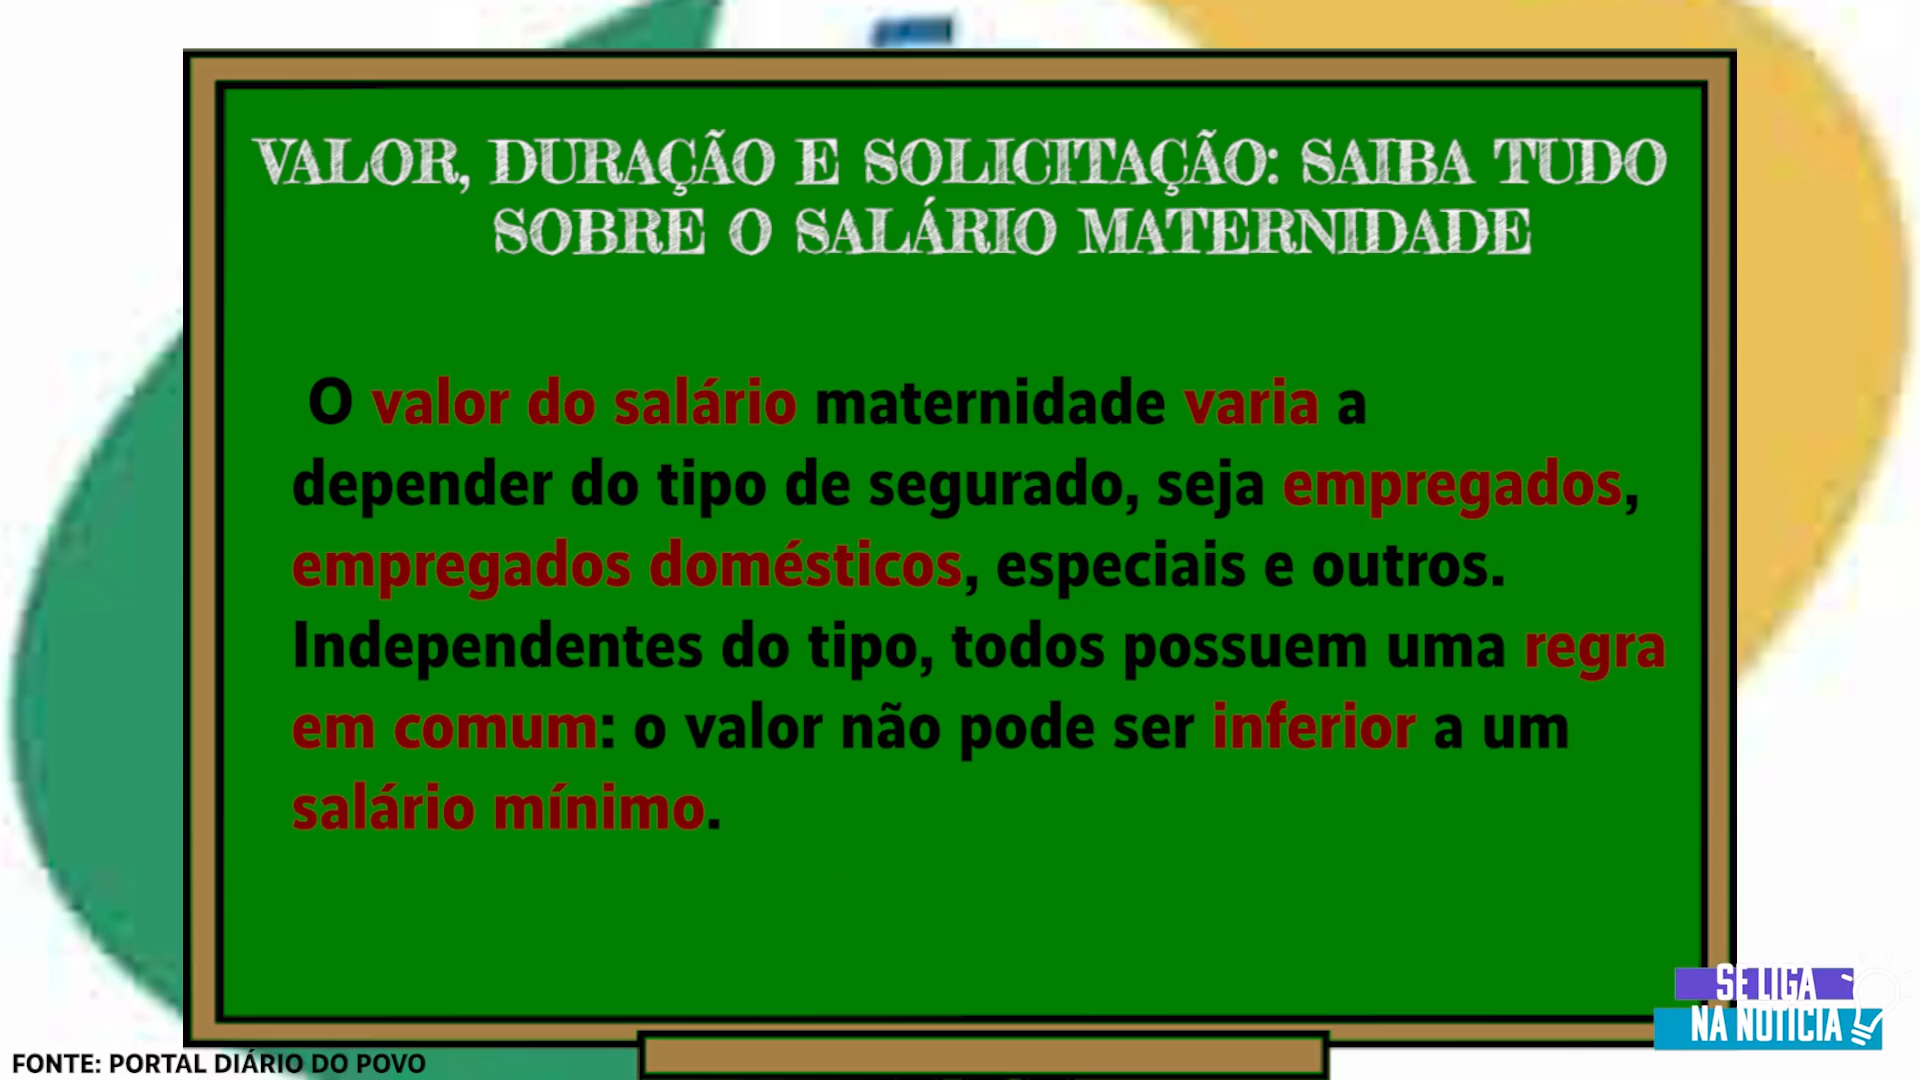 VALOR, DURAÇÃO E SOLICITAÇÃO: SAIBA TUDO
SOBRE O SALÁRIO MATERNIDADE
O valor do salário maternidade varia a
depender do tipo de segurado, seja empregados,
empregados domésticos, especiais e outros.
Independentes do tipo, todos possuem uma regra
em comum: o valor não pode ser inferior a um
salário mínimo.
SE LIGA
NA NOTÍCIA
FONTE: PORTAL DIÁRIO DO POVO